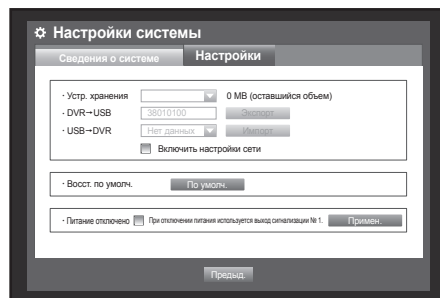 Настройки системы
Сведения о систе
Настройки
· Устр. хранения 0 MB (оставшийся объем)
· DVR→USB 38010100 Экспорт
· USB→DVR Нет данных Импорт
Включить настройки сети
· Восст. по умолч. По умолч.
· Питание отключено При отключении питания используется выход сигнализации № 1. Примен.
Предыд.